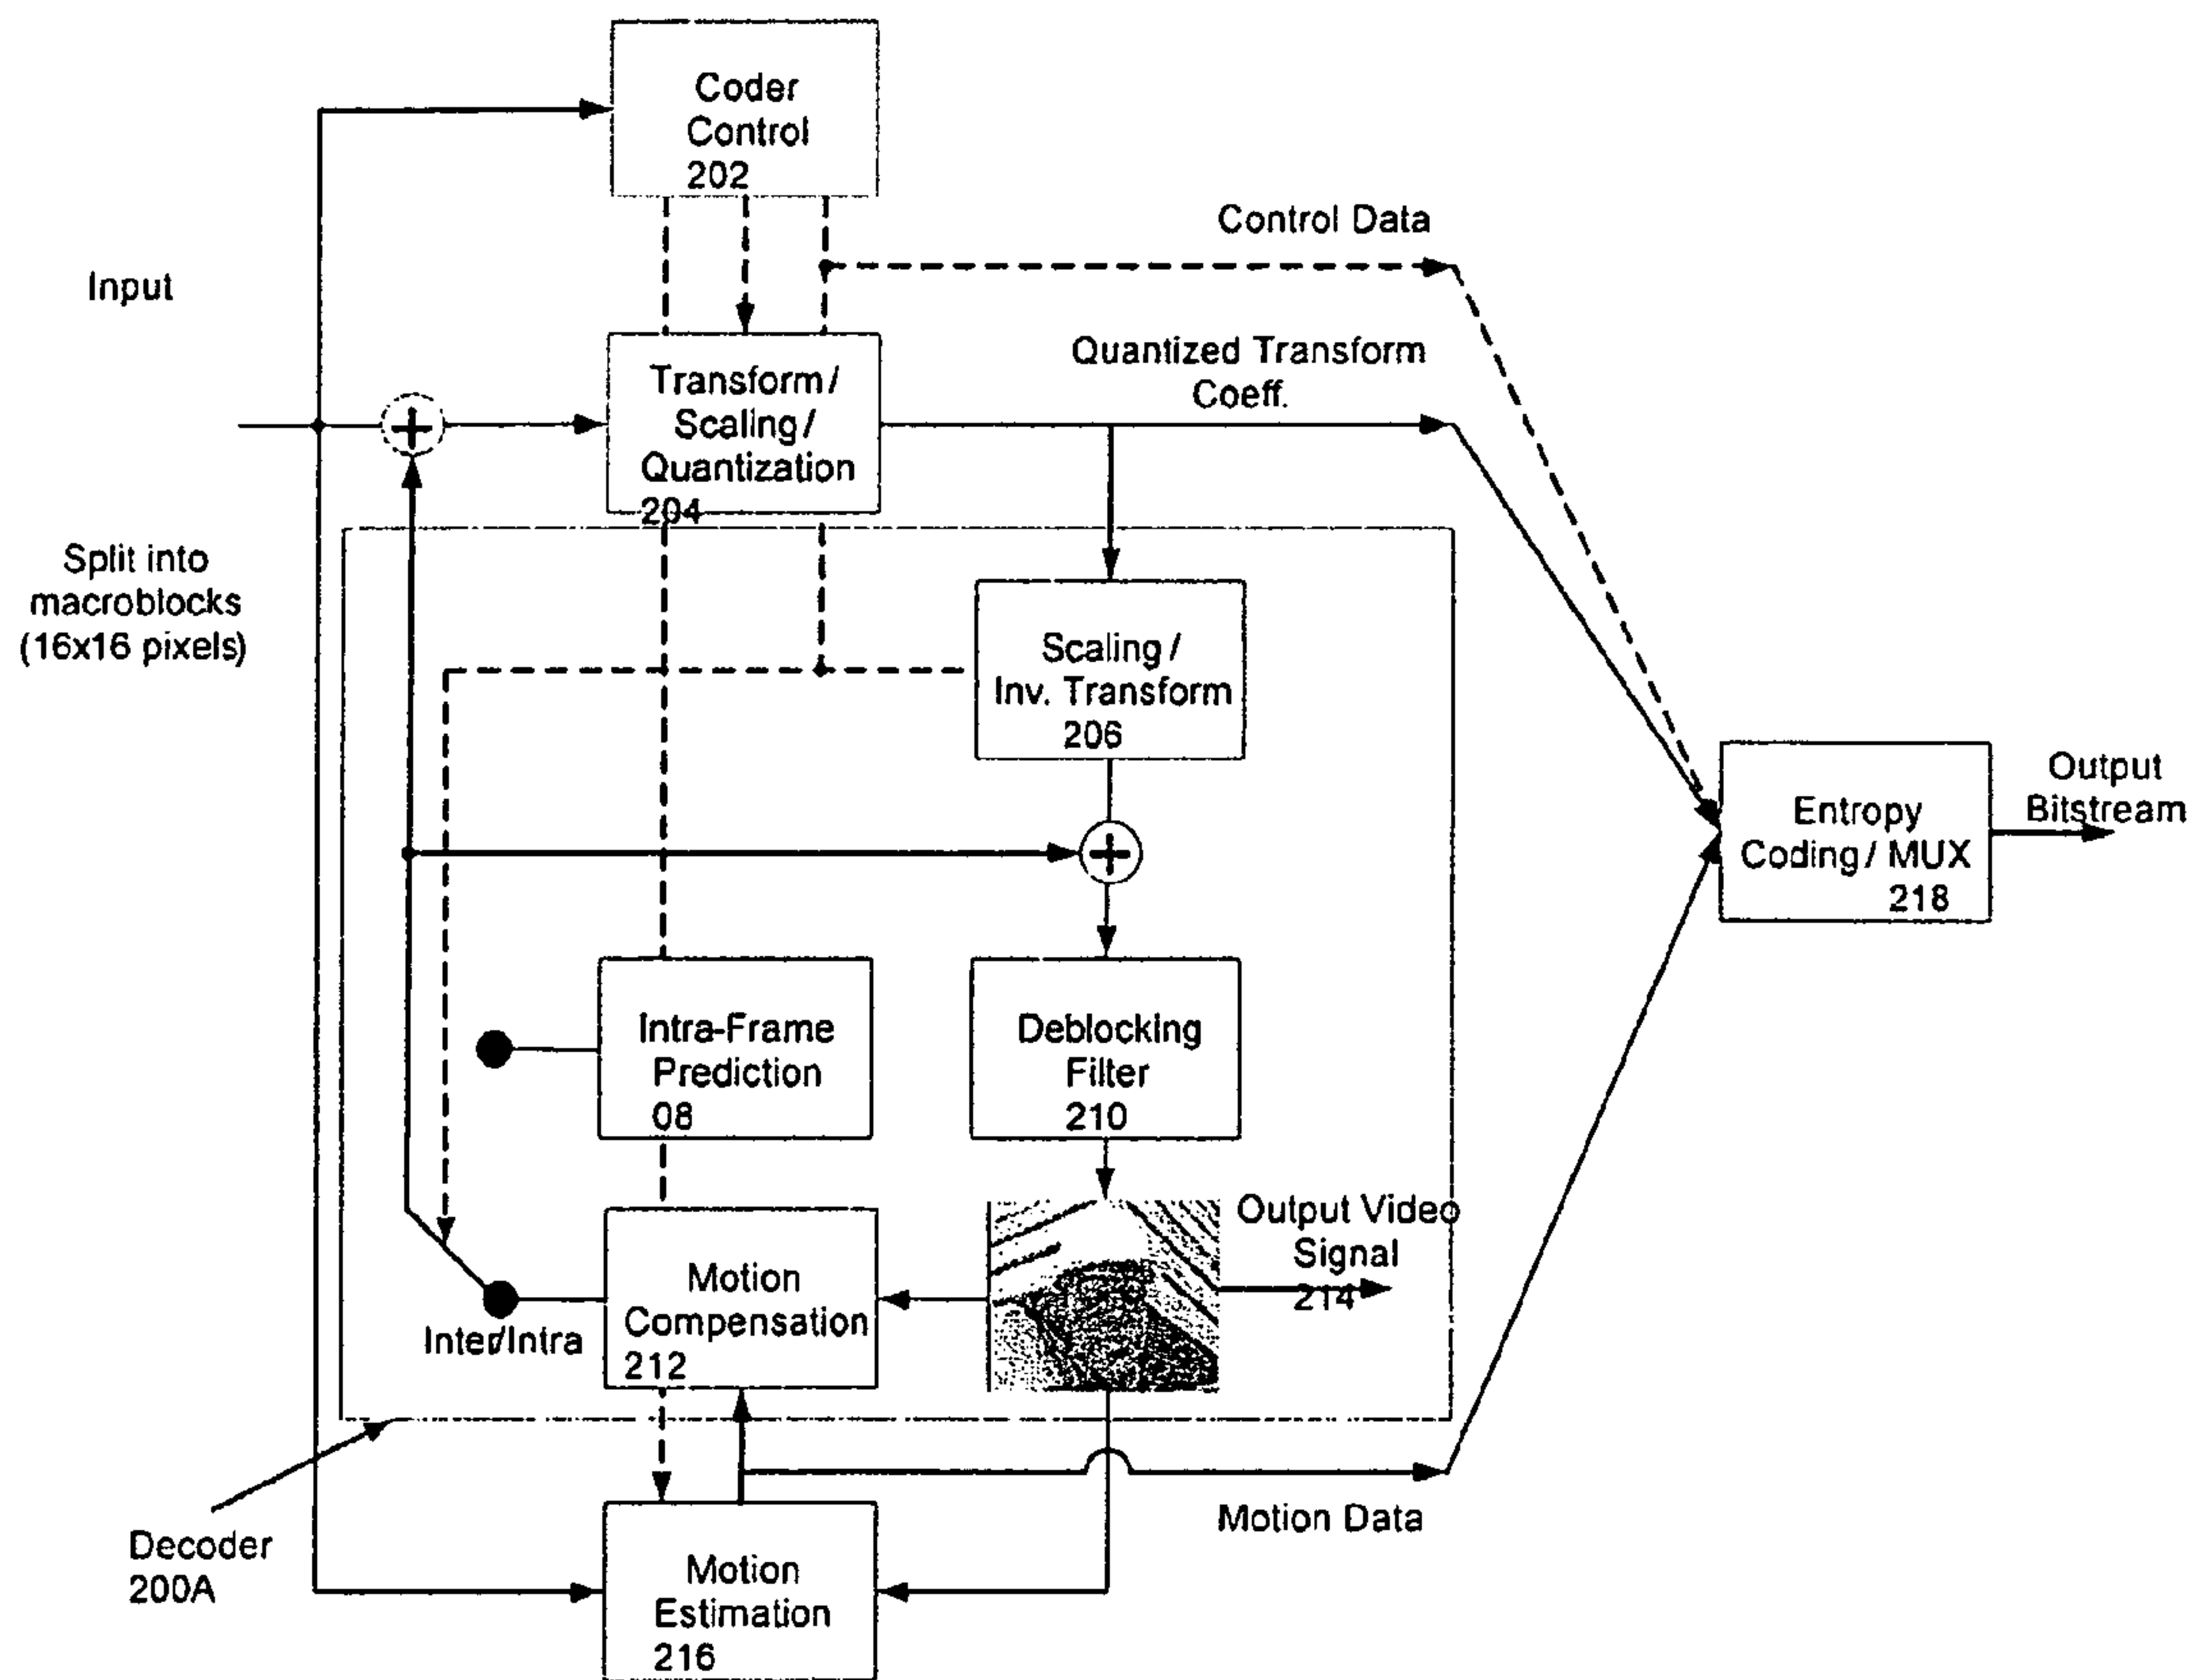 Coder
Control
202
Control Data
Input
Quantized Transform
Coeff.
Transform/
Scaling/
Quantization
204
Split into
macroblocks
(16x16 pixels)
Scaling/
Inv. Transform
206
Output
Bitstream
Entropy
Coding/ MUX
218
Intra-Frame
Prediction
08
Deblocking
Filter
210
Output Video
Signal
214
Motion
Compensation
212
Inter/Intra
Motion Data
Decoder
200A
Motion
Estimation
216